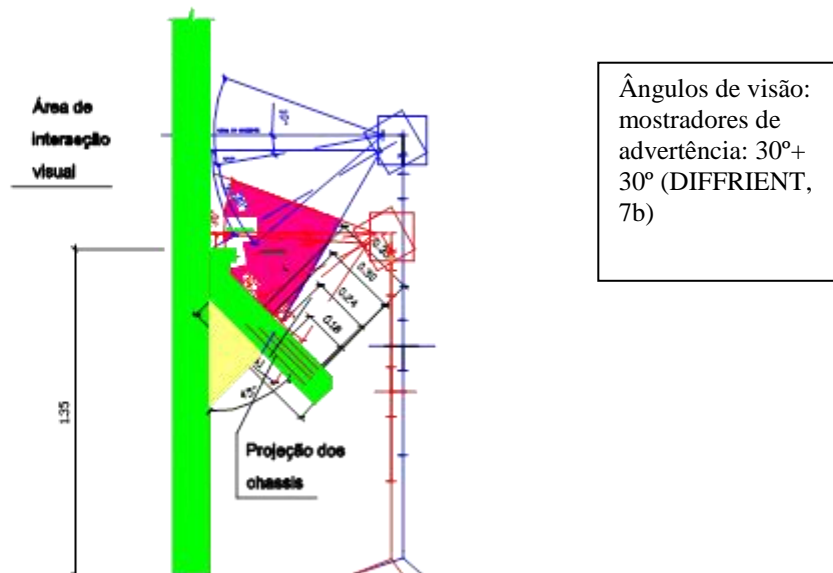 Área de
interseção
visual
Ângulos de visão:
mostradores de
advertência: 30º+
30º (DIFFRIENT,
7b)
0.30
0.24
0.18
45°
135
Projeção dos
chassis